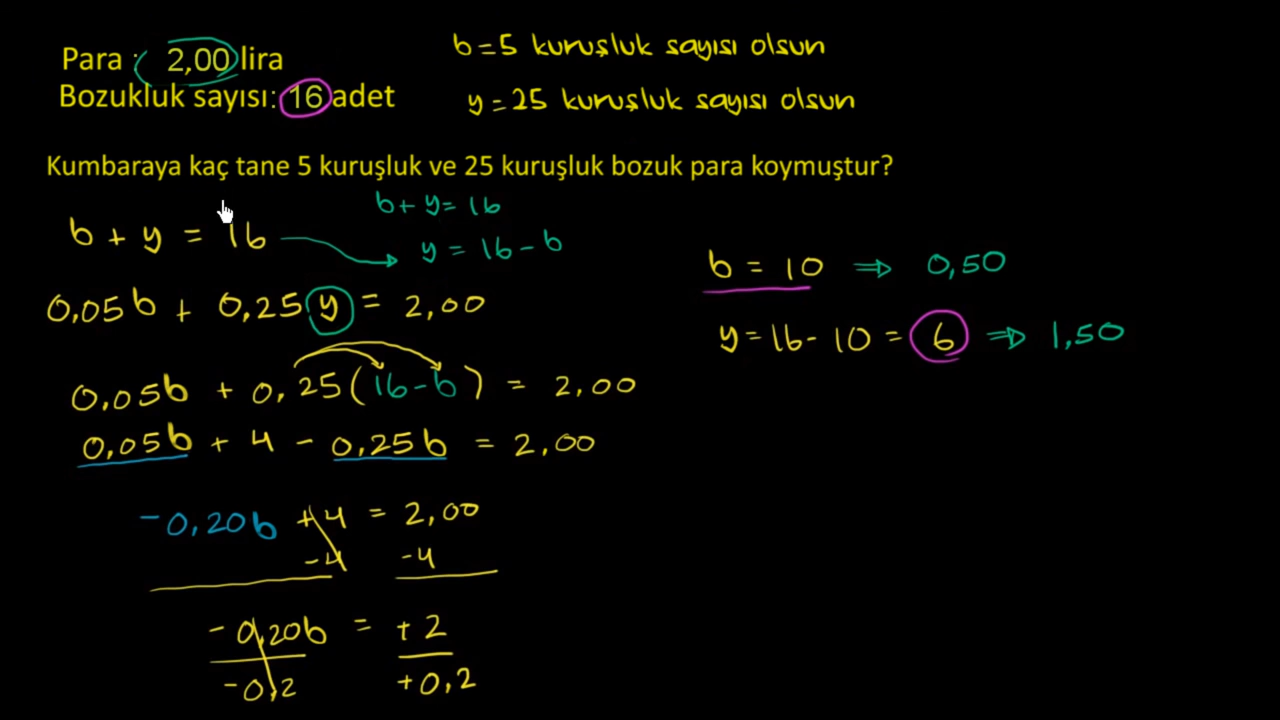 Para : 2,00 lira
Bozukluk sayısı: 16 adet
b = 5 kuruşluk sayısı olsun
y = 25 kuruşluk sayısı olsun
Kumbaraya kaç tane 5 kuruşluk ve 25 kuruşluk bozuk para koymuştur?
b + y = 16
b + y = 16
y = 16 - b
0,05b + 0,25 y = 2,00
0,05b + 0,25 (16-b) = 2,00
0,05b + 4 - 0,25b = 2,00
-0,20b +4 = 2,00
-4 -4
-0,20b = +2
-0,2 +0,2
b = 10 ⇒ 0,50
y = 16 - 10 = 6 ⇒ 1,50